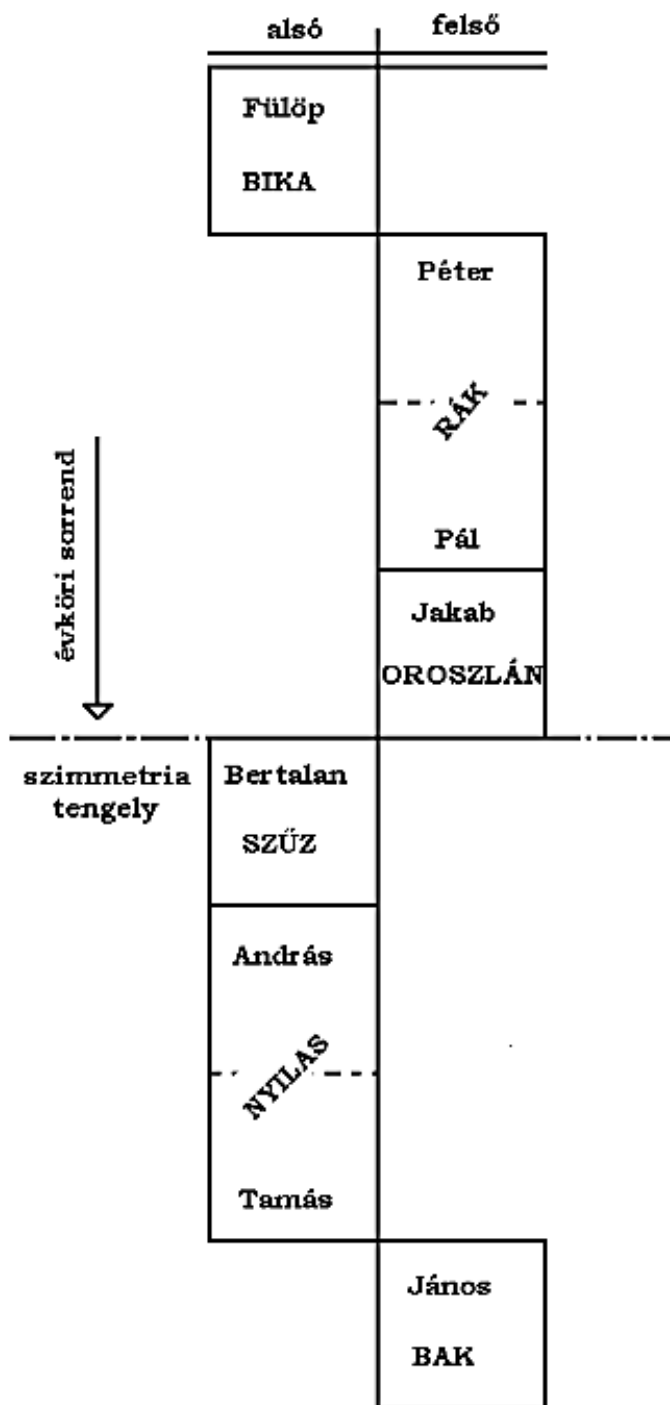 alsó felső
Fülöp
BIKA
Péter
RÁK
Pál
évköri sorrend
Jakab
OROSZLÁN
szimmetria
tengely
Bertalan
SZŰZ
András
NYILAS
Tamás
János
BAK